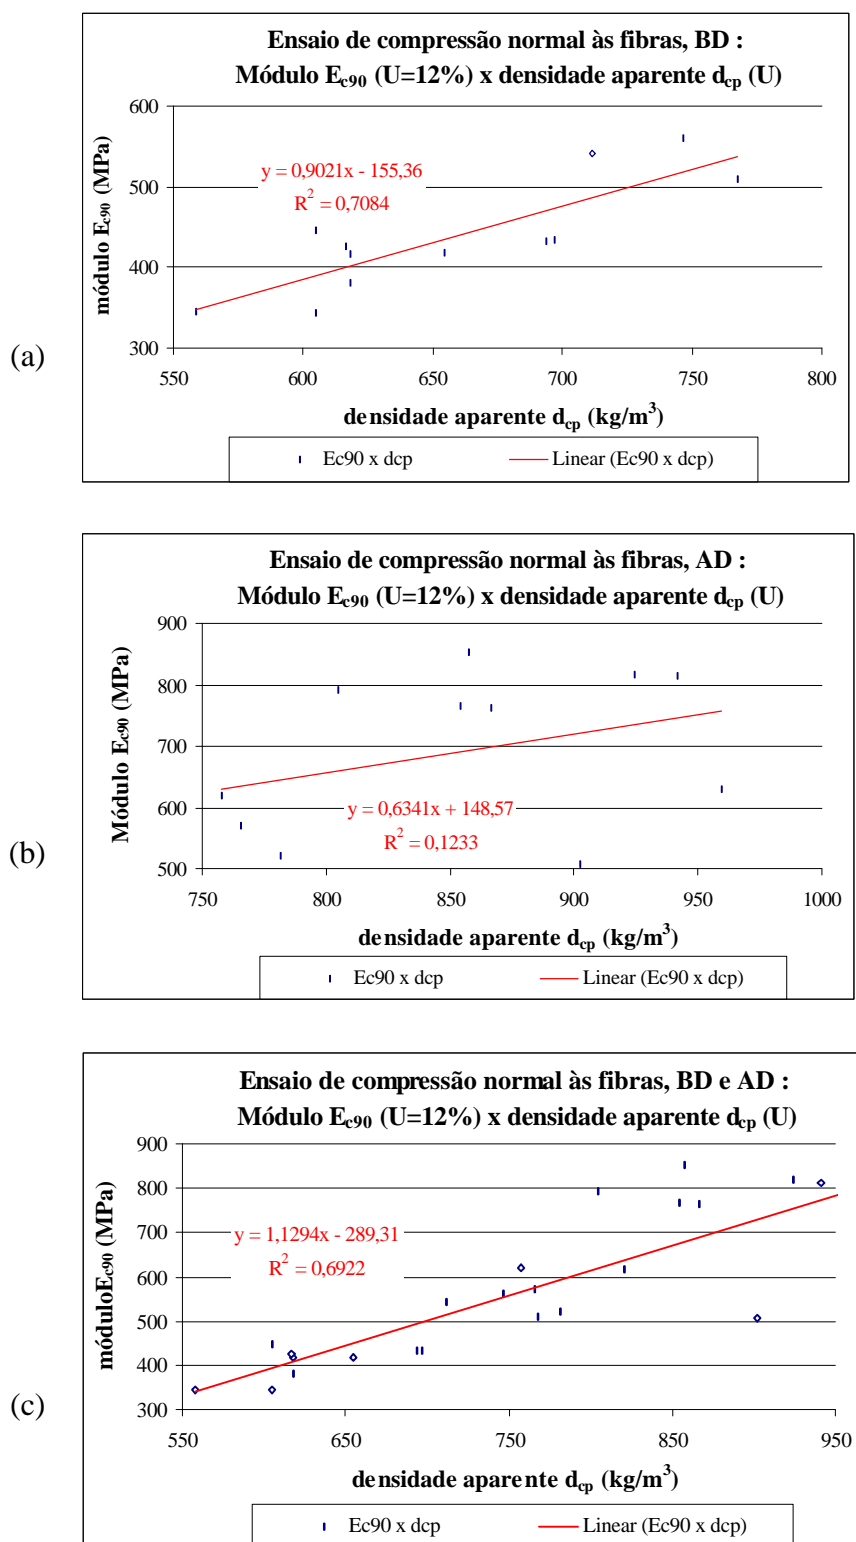 Ensaio de compressão normal às fibras, BD :
Módulo Ec90 (U=12%) x densidade aparente dcp (U)
600
500
400
300
módulo Ec90 (MPa)
y = 0,9021x - 155,36
R² = 0,7084
550 600 650 700 750 800
densidade aparente dcp (kg/m³)
Ec90 x dcp Linear (Ec90 x dcp)
(a)
Ensaio de compressão normal às fibras, AD :
Módulo Ec90 (U=12%) x densidade aparente dcp (U)
900
800
700
600
500
Módulo Ec90 (MPa)
y = 0,6341x + 148,57
R² = 0,1233
750 800 850 900 950 1000
densidade aparente dcp (kg/m³)
Ec90 x dcp Linear (Ec90 x dcp)
(b)
Ensaio de compressão normal às fibras, BD e AD :
Módulo Ec90 (U=12%) x densidade aparente dcp (U)
900
800
700
600
500
400
300
móduloEc90 (MPa)
y = 1,1294x - 289,31
R² = 0,6922
550 650 750 850 950
densidade aparente dcp (kg/m³)
Ec90 x dcp Linear (Ec90 x dcp)
(c)